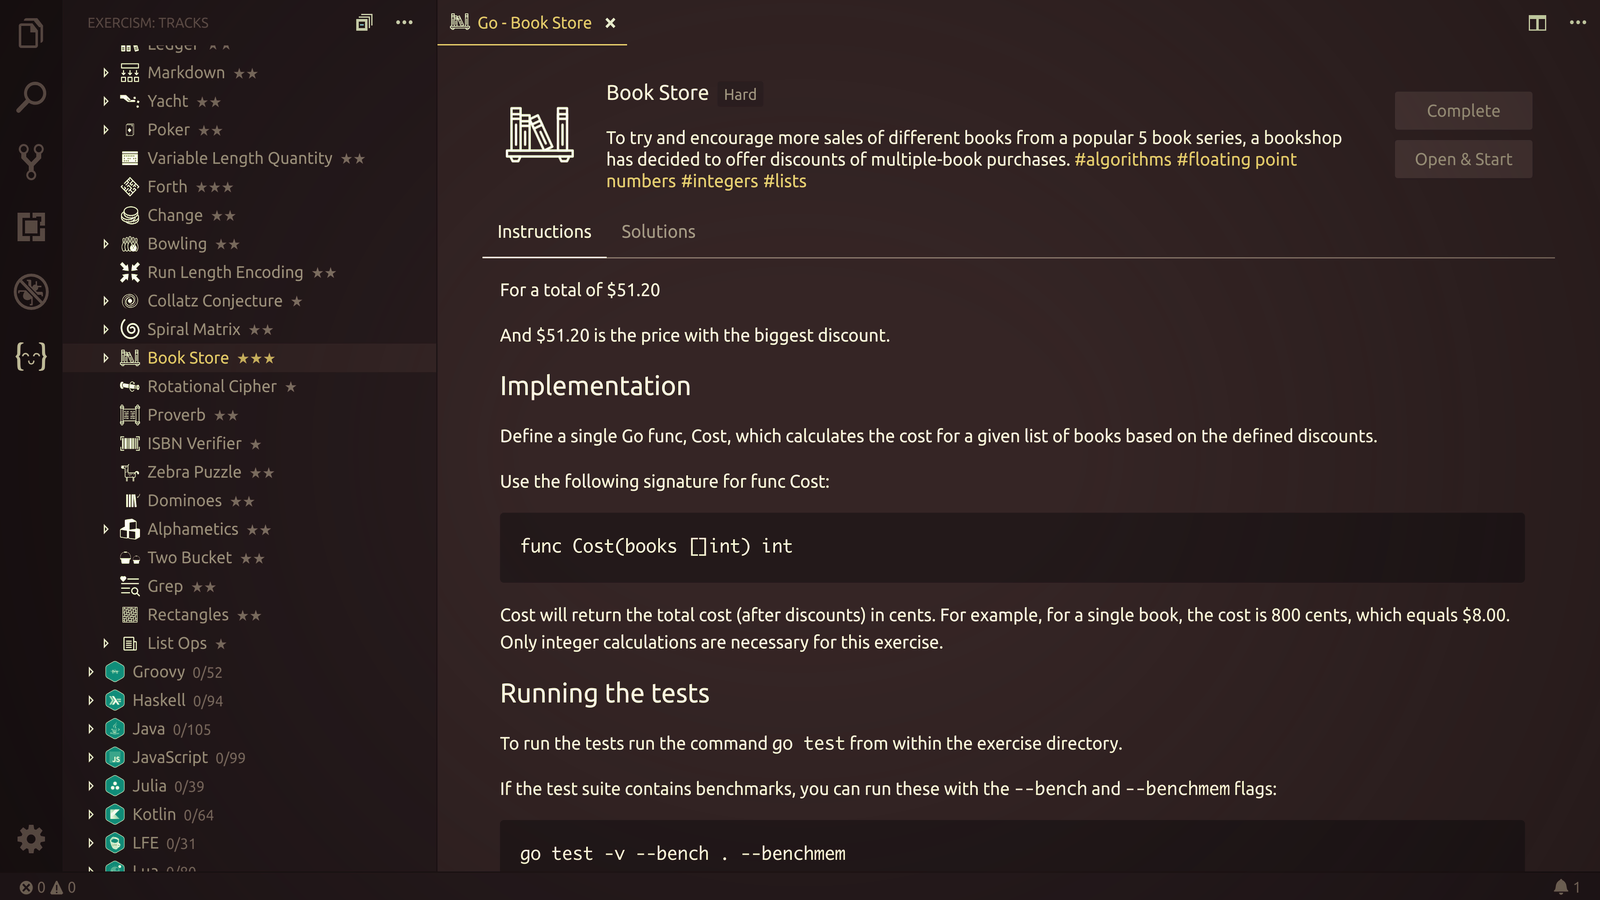 EXERCISM: TRACKS
Ledger ★★
Markdown ★★
Yacht ★★
Poker ★★
Variable Length Quantity ★★
Forth ★★★
Change ★★
Bowling ★★
Run Length Encoding ★★
Collatz Conjecture ★
Spiral Matrix ★★
Book Store ★★★
Rotational Cipher ★
Proverb ★★
ISBN Verifier ★
Zebra Puzzle ★★
Dominoes ★★
Alphametics ★★
Two Bucket ★★
Grep ★★
Rectangles ★★
List Ops ★
Groovy 0/52
Haskell 0/94
Java 0/105
JavaScript 0/99
Julia 0/39
Kotlin 0/64
LFE 0/31
Lua 0/80
Go - Book Store
Book Store Hard
To try and encourage more sales of different books from a popular 5 book series, a bookshop
has decided to offer discounts of multiple-book purchases. #algorithms #floating point
numbers #integers #lists
Complete
Open & Start
Instructions Solutions
For a total of $51.20
And $51.20 is the price with the biggest discount.
Implementation
Define a single Go func, Cost, which calculates the cost for a given list of books based on the defined discounts.
Use the following signature for func Cost:
func Cost(books []int) int
Cost will return the total cost (after discounts) in cents. For example, for a single book, the cost is 800 cents, which equals $8.00.
Only integer calculations are necessary for this exercise.
Running the tests
To run the tests run the command go test from within the exercise directory.
If the test suite contains benchmarks, you can run these with the --bench and --benchmem flags:
go test -v --bench . --benchmem
0 0
1